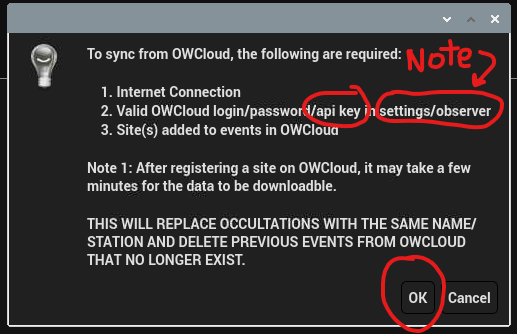 To sync from OWCloud, the following are required:
Note
1. Internet Connection
2. Valid OWCloud login/password/api key in settings/observer
3. Site(s) added to events in OWCloud
Note 1: After registering a site on OWCloud, it may take a few
minutes for the data to be downloadble.
THIS WILL REPLACE OCCULTATIONS WITH THE SAME NAME/
STATION AND DELETE PREVIOUS EVENTS FROM OWCLOUD
THAT NO LONGER EXIST.
OK Cancel